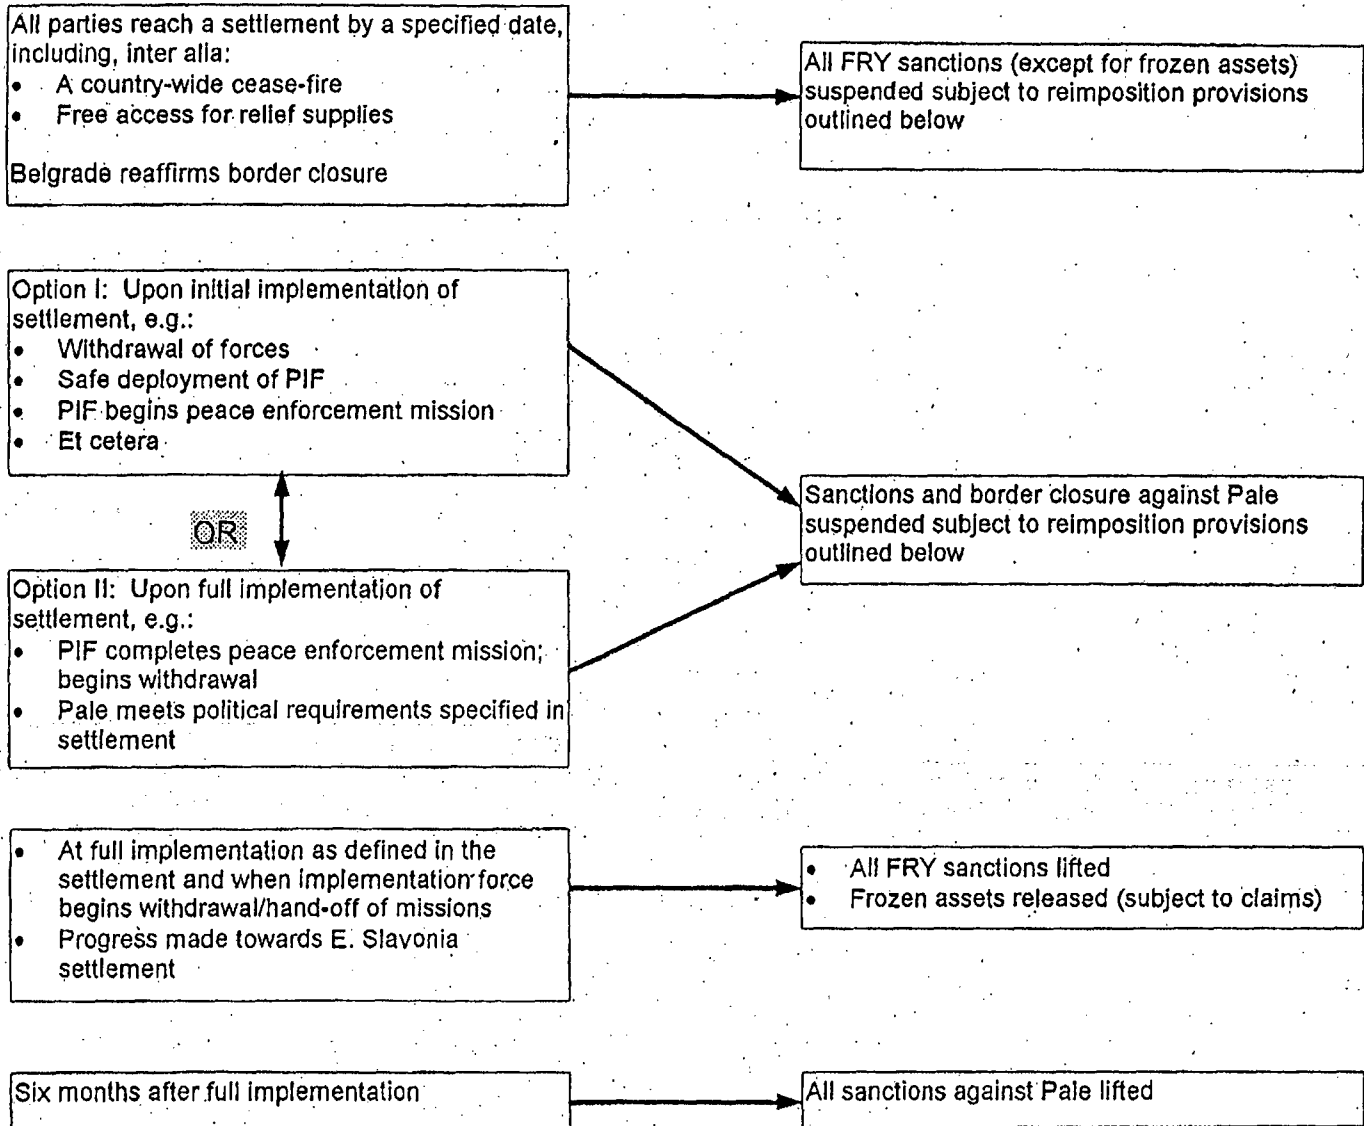 All parties reach a settlement by a specified date,
including, inter alia:
• A country-wide cease-fire
• Free access for relief supplies
Belgrade reaffirms border closure
All FRY sanctions (except for frozen assets)
suspended subject to reimposition provisions
outlined below
Option I: Upon initial implementation of
settlement, e.g.:
• Withdrawal of forces
• Safe deployment of PIF
• PIF begins peace enforcement mission
• Et cetera
OR
Option II: Upon full implementation of
settlement, e.g.:
• PIF completes peace enforcement mission;
begins withdrawal
• Pale meets political requirements specified in
settlement
Sanctions and border closure against Pale
suspended subject to reimposition provisions
outlined below
• At full implementation as defined in the
settlement and when implementation force
begins withdrawal/hand-off of missions
• Progress made towards E. Slavonia
settlement
• All FRY sanctions lifted
• Frozen assets released (subject to claims)
Six months after full implementation
All sanctions against Pale lifted